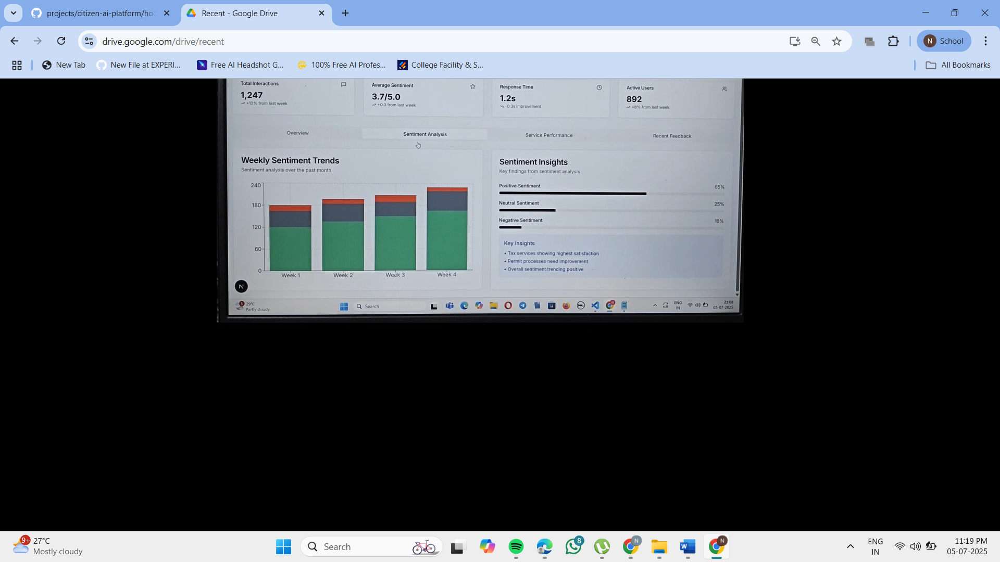 projects/citizen-ai-platform/hoo
Recent - Google Drive
drive.google.com/drive/recent
N School
New Tab
New File at EXPERI...
Free AI Headshot G...
100% Free AI Profes...
College Facility & S...
All Bookmarks
Total Interactions
1,247
+12% from last week
Average Sentiment
3.7/5.0
+0.3 from last week
Response Time
1.2s
-0.3s improvement
Active Users
892
+8% from last week
Overview
Sentiment Analysis
Service Performance
Recent Feedback
Weekly Sentiment Trends
Sentiment analysis over the past month
240
180
120
60
0
Week 1
Week 2
Week 3
Week 4
Sentiment Insights
Key findings from sentiment analysis
Positive Sentiment
65%
Neutral Sentiment
25%
Negative Sentiment
10%
Key Insights
• Tax services showing highest satisfaction
• Permit processes need improvement
• Overall sentiment trending positive
N
5
29°C
Partly cloudy
Search
DELL
ENG
IN
21:08
05-07-2025
9+
27°C
Mostly cloudy
Search
8
N
W
N
ENG
IN
11:19 PM
05-07-2025